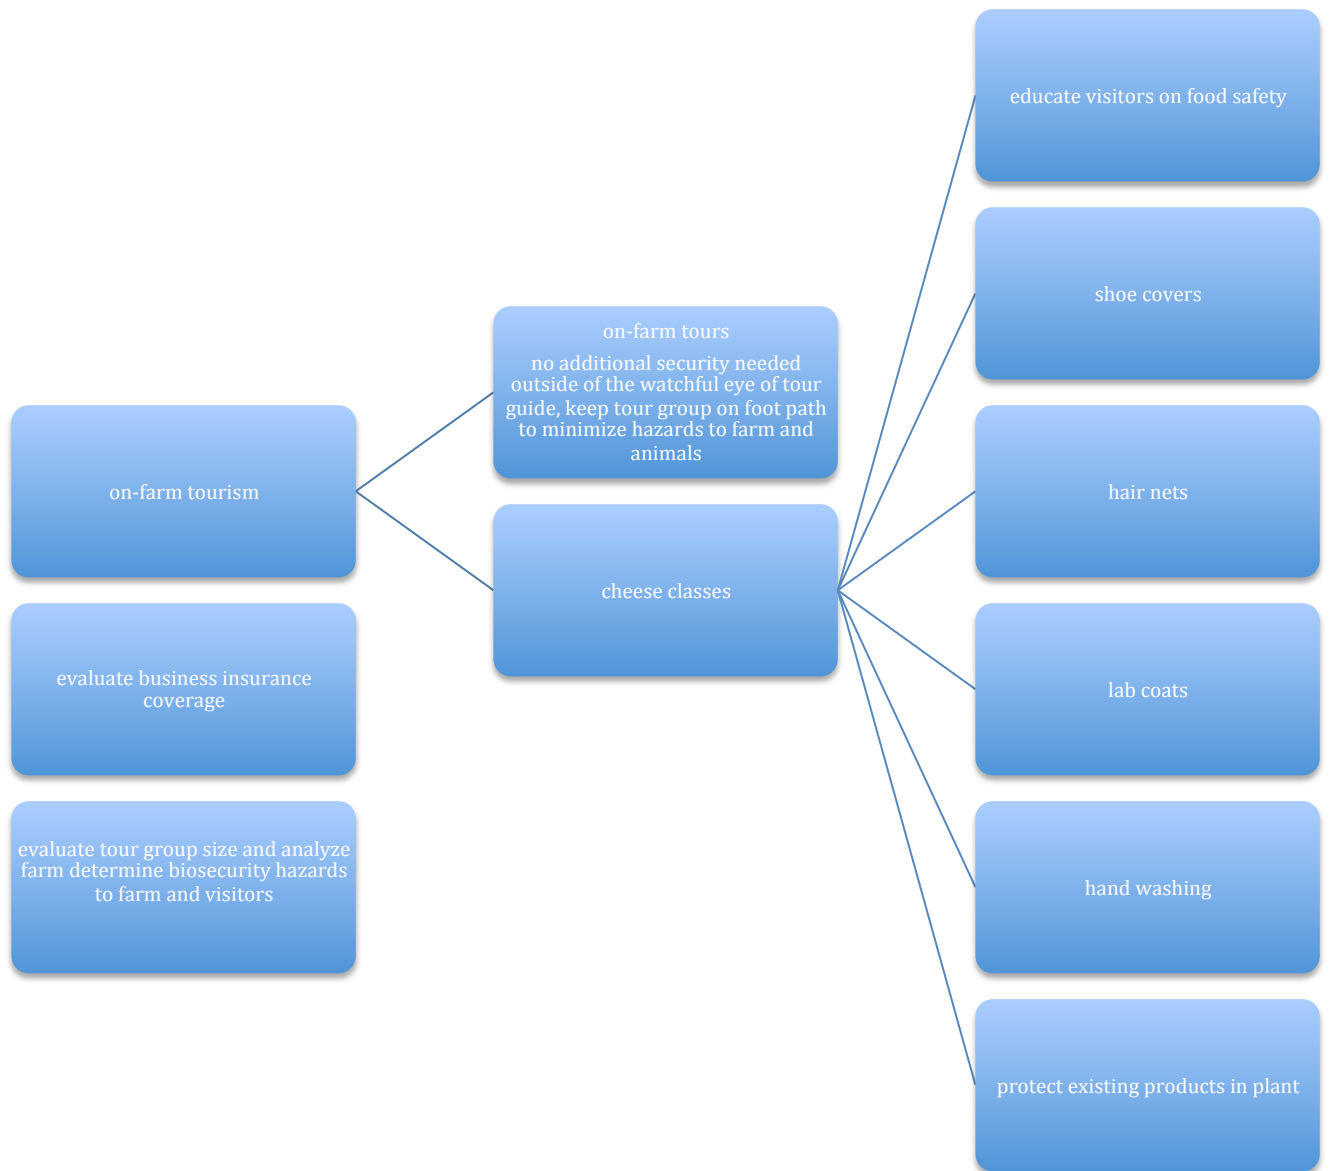 on-farm tourism
evaluate business insurance
coverage
evaluate tour group size and analyze
farm determine biosecurity hazards
to farm and visitors
on-farm tours
no additional security needed
outside of the watchful eye of tour
guide, keep tour group on foot path
to minimize hazards to farm and
animals
cheese classes
educate visitors on food safety
shoe covers
hair nets
lab coats
hand washing
protect existing products in plant